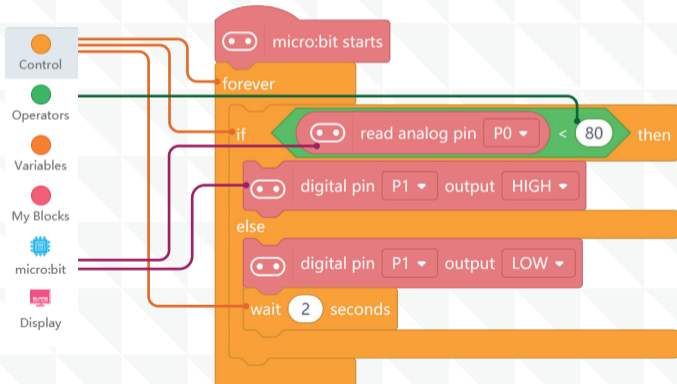 Control
Operators
Variables
My Blocks
micro:bit
Display
micro:bit starts
forever
if read analog pin P0 < 80 then
digital pin P1 output HIGH
else
digital pin P1 output LOW
wait 2 seconds